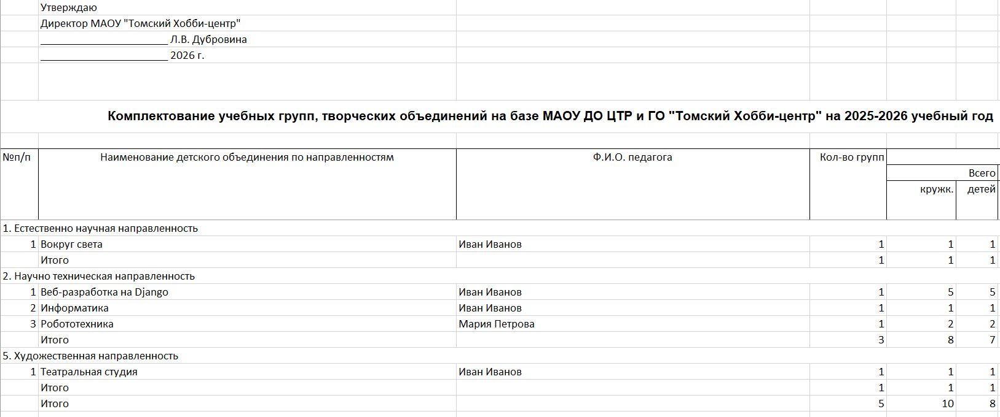 Утверждаю
Директор МАОУ "Томский Хобби-центр"
_______________________ Л.В. Дубровина
_______________________ 2026 г.
Комплектование учебных групп, творческих объединений на базе МАОУ ДО ЦТР и ГО "Томский Хобби-центр" на 2025-2026 учебный год
№п/п Наименование детского объединения по направленностям Ф.И.О. педагога Кол-во групп
Всего
кружк. детей
1. Естественно научная направленность
1 Вокруг света Иван Иванов 1 1 1
Итого 1 1 1
2. Научно техническая направленность
1 Веб-разработка на Django Иван Иванов 1 5 5
2 Информатика Иван Иванов 1 1 1
3 Робототехника Мария Петрова 1 2 2
Итого 3 8 7
5. Художественная направленность
1 Театральная студия Иван Иванов 1 1 1
Итого 1 1 1
Итого 5 10 8